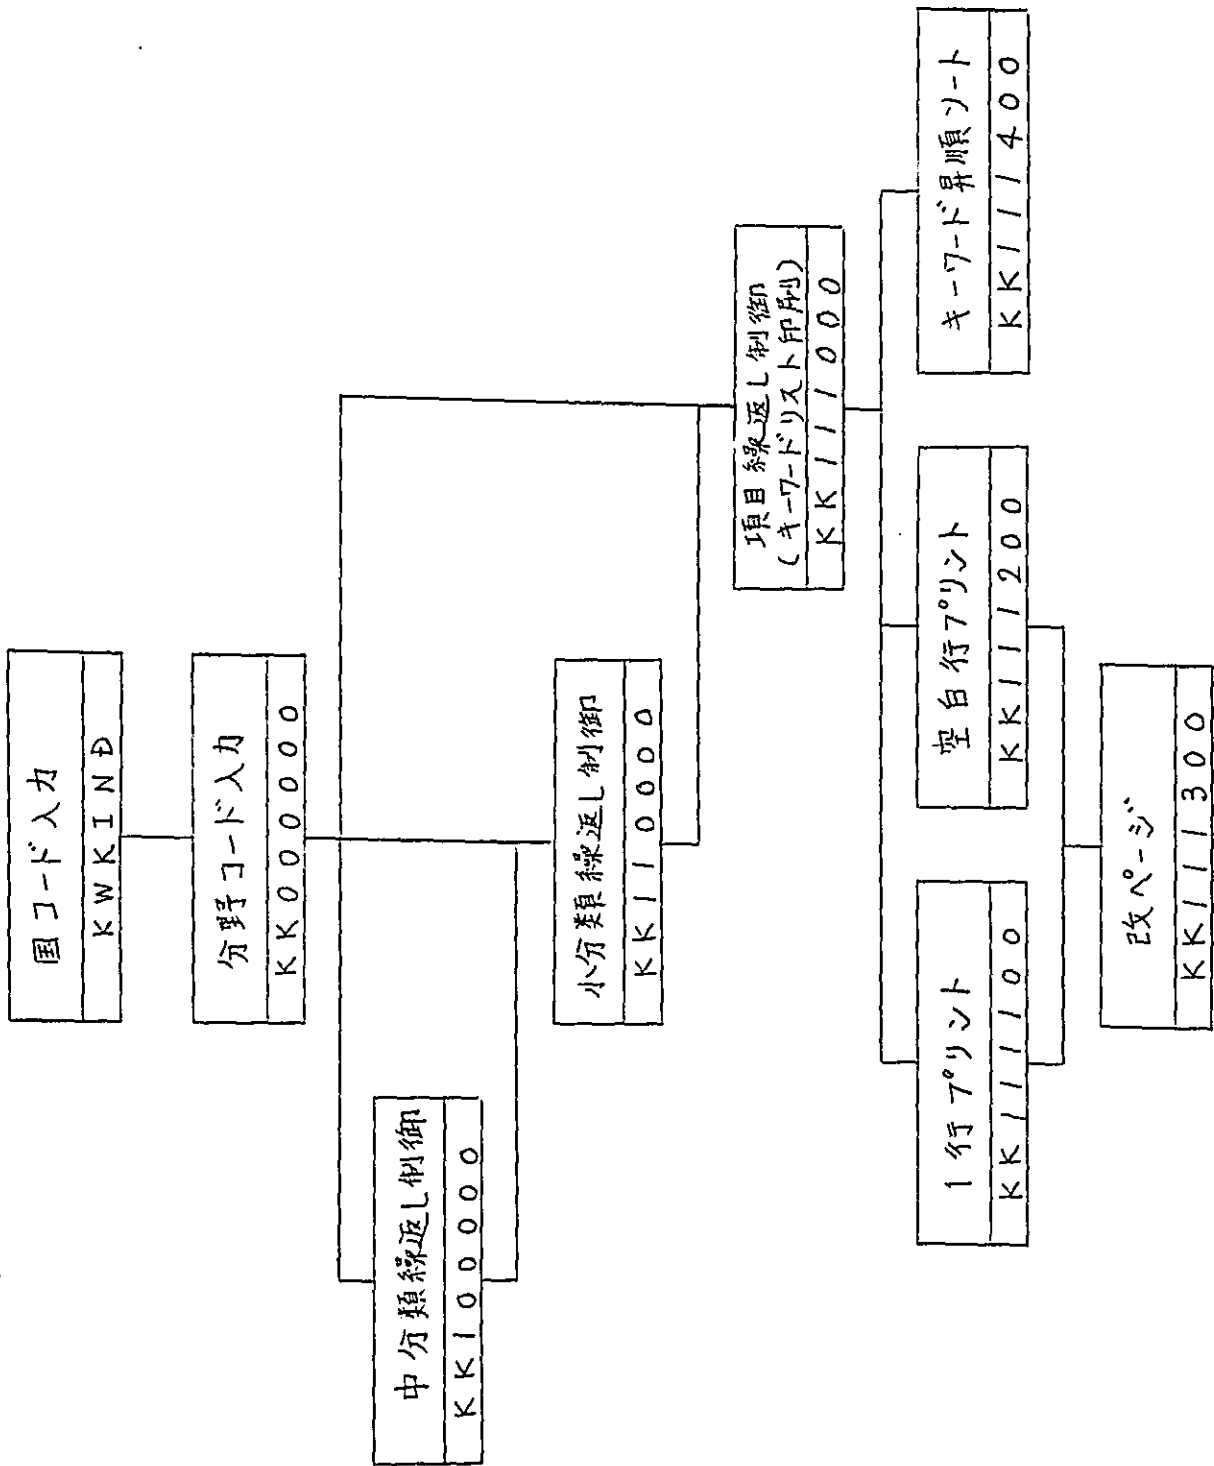 国コード入力
KWKIND
分野コード入力
KK000000
中分類繰返し制御
KK100000
小分類繰返し制御
KK110000
項目繰返し制御
(キーワードリスト印刷)
KK111000
1行プリント
KK111100
空白行プリント
KK111200
キーワード昇順ソート
KK111400
改ページ
KK111300